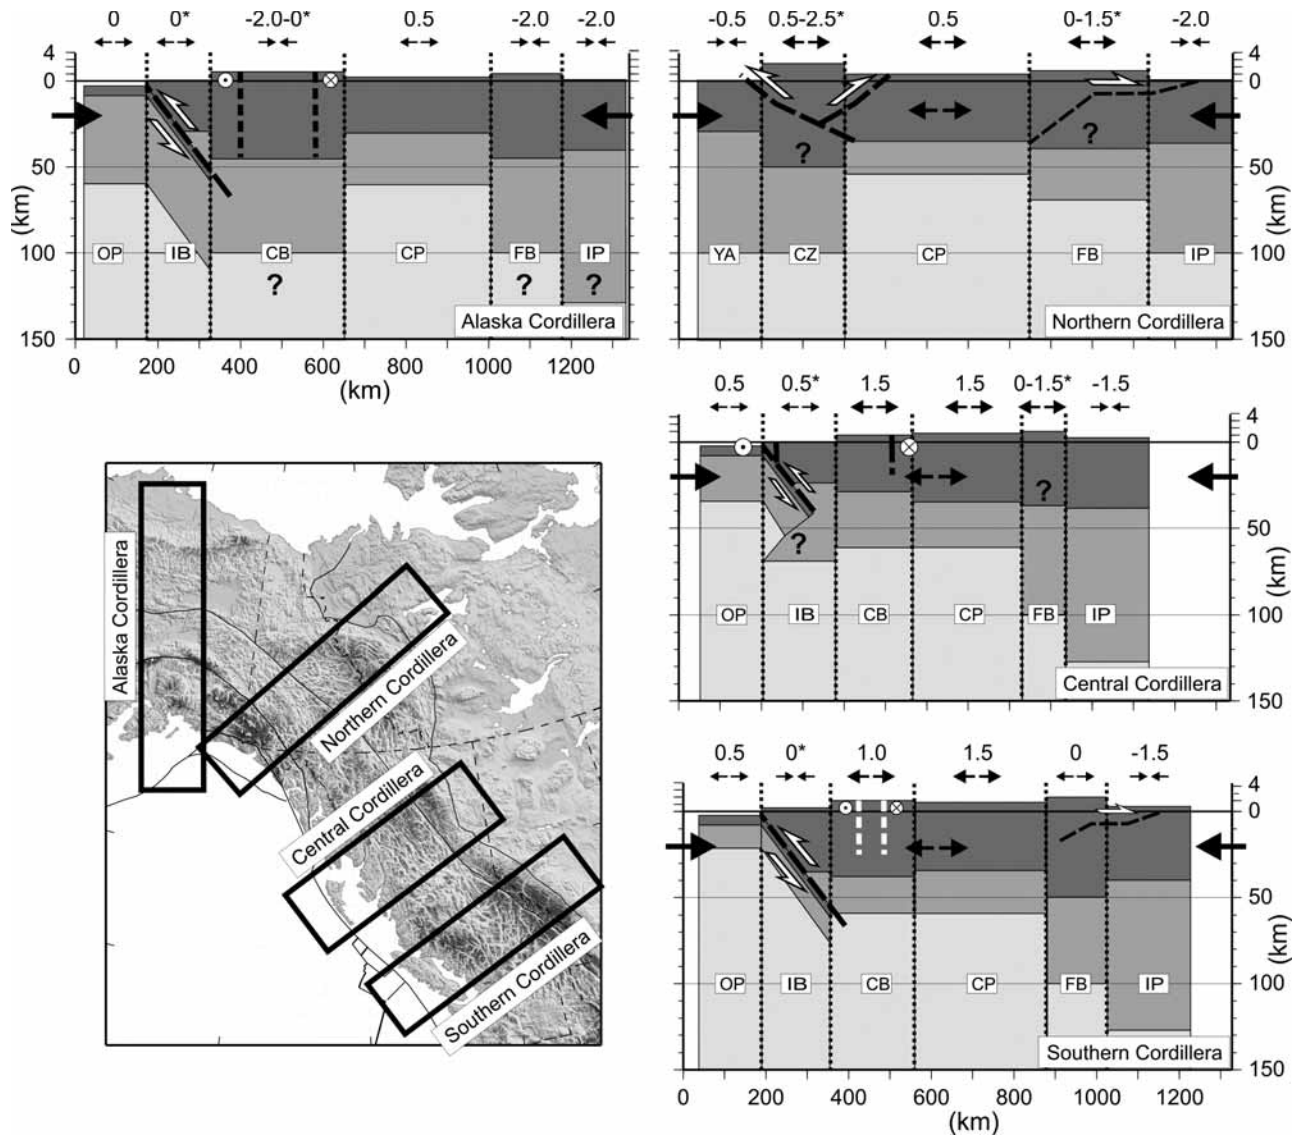 0 0* -2.0-0* 0.5 -2.0 -2.0
4
0
50
100
150
(km)
OP IB CB CP FB IP
? ? ?
Alaska Cordillera
0 200 400 600 800 1000 1200
(km)
-0.5 0.5-2.5* 0.5 0-1.5* -2.0
4
0
50
100
150
(km)
? ?
YA CZ CP FB IP
Northern Cordillera
0.5 0.5* 1.5 1.5 0-1.5* -1.5
4
0
50
100
150
(km)
? ?
OP IB CB CP FB IP
Central Cordillera
Alaska Cordillera
Northern Cordillera
Central Cordillera
Southern Cordillera
0.5 0* 1.0 1.5 0 -1.5
4
0
50
100
150
(km)
OP IB CB CP FB IP
Southern Cordillera
0 200 400 600 800 1000 1200
(km)